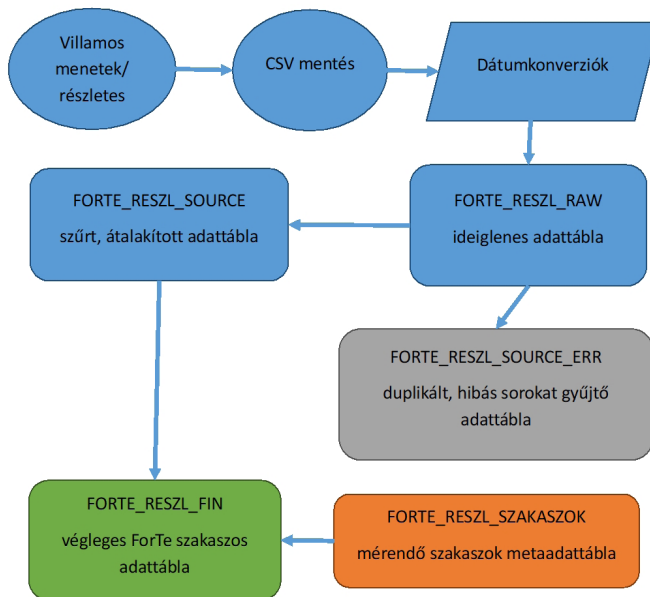 Villamos
menetek/
részletes
CSV mentés
Dátumkonverziók
FORTE_RESZL_SOURCE
szűrt, átalakított adattábla
FORTE_RESZL_RAW
ideiglenes adattábla
FORTE_RESZL_SOURCE_ERR
duplikált, hibás sorokat gyűjtő
adattábla
FORTE_RESZL_FIN
végleges ForTe szakaszos
adattábla
FORTE_RESZL_SZAKASZOK
mérendő szakaszok metaadattábla